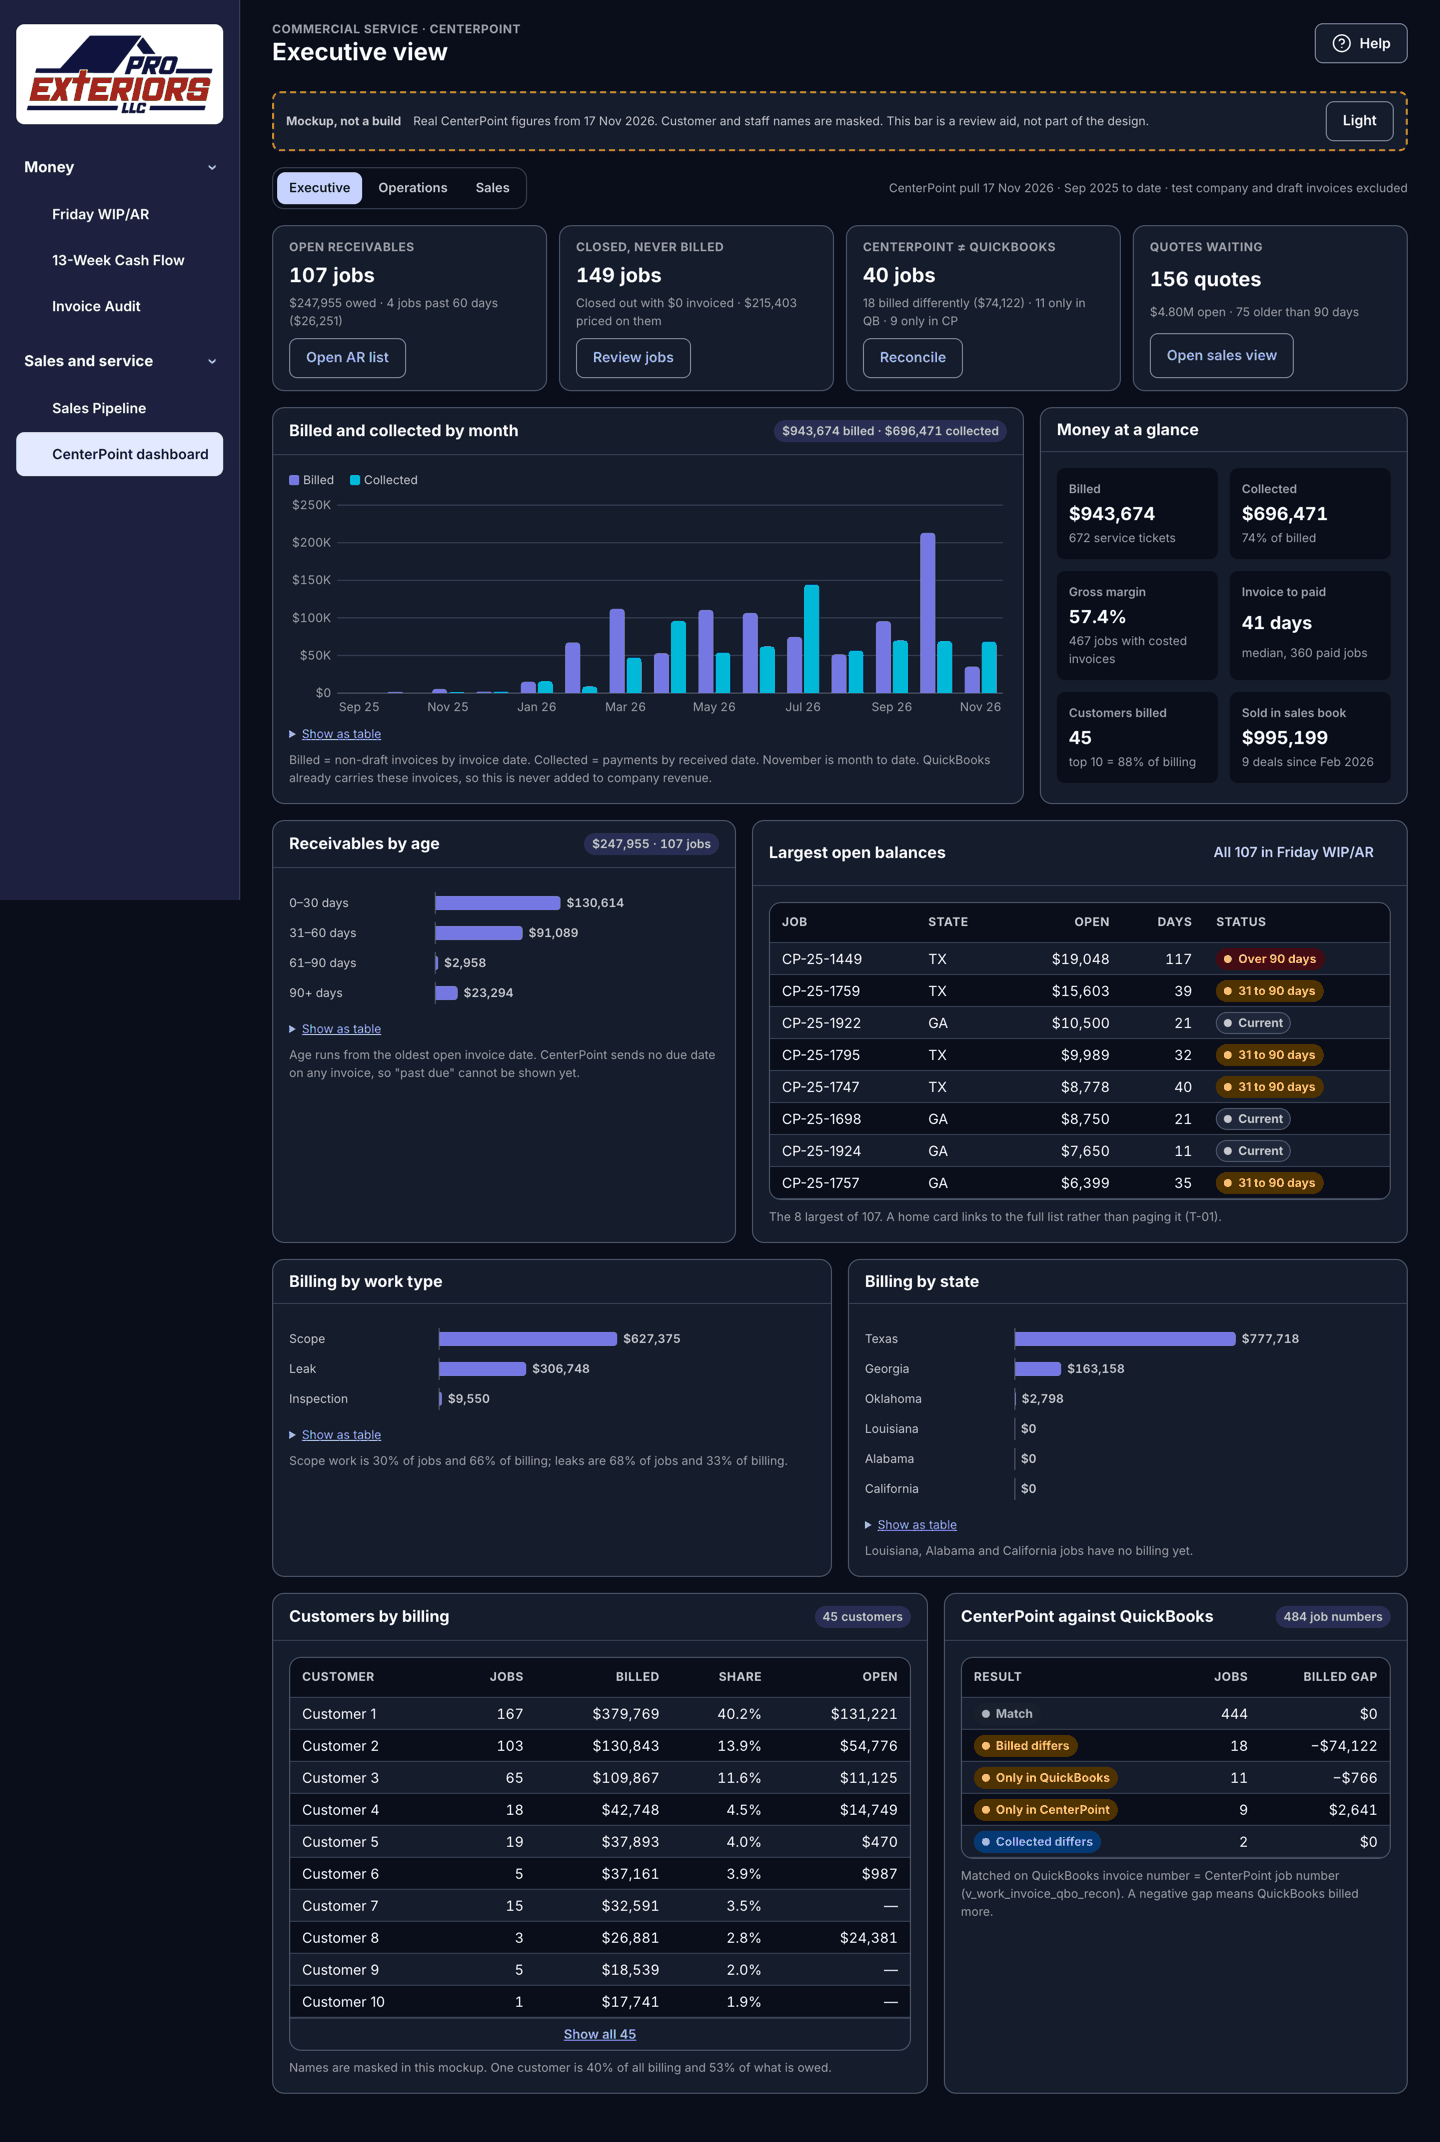 PRO
EXTERIORS
LLC
Money
Friday WIP/AR
13-Week Cash Flow
Invoice Audit
Sales and service
Sales Pipeline
CenterPoint dashboard
COMMERCIAL SERVICE · CENTERPOINT
Executive view
Help
Mockup, not a build Real CenterPoint figures from 17 Nov 2026. Customer and staff names are masked. This bar is a review aid, not part of the design.
Light
Executive Operations Sales
CenterPoint pull 17 Nov 2026 · Sep 2025 to date · test company and draft invoices excluded
OPEN RECEIVABLES
107 jobs
$247,955 owed · 4 jobs past 60 days
($26,251)
Open AR list
CLOSED, NEVER BILLED
149 jobs
Closed out with $0 invoiced · $215,403
priced on them
Review jobs
CENTERPOINT ≠ QUICKBOOKS
40 jobs
18 billed differently ($74,122) · 11 only in
QB · 9 only in CP
Reconcile
QUOTES WAITING
156 quotes
$4.80M open · 75 older than 90 days
Open sales view
Billed and collected by month
$943,674 billed · $696,471 collected
Billed Collected
$250K
$200K
$150K
$100K
$50K
$0
Sep 25 Nov 25 Jan 26 Mar 26 May 26 Jul 26 Sep 26 Nov 26
Show as table
Billed = non-draft invoices by invoice date. Collected = payments by received date. November is month to date. QuickBooks
already carries these invoices, so this is never added to company revenue.
Money at a glance
Billed
$943,674
672 service tickets
Collected
$696,471
74% of billed
Gross margin
57.4%
467 jobs with costed
invoices
Invoice to paid
41 days
median, 360 paid jobs
Customers billed
45
top 10 = 88% of billing
Sold in sales book
$995,199
9 deals since Feb 2026
Receivables by age
$247,955 · 107 jobs
0–30 days $130,614
31–60 days $91,089
61–90 days $2,958
90+ days $23,294
Show as table
Age runs from the oldest open invoice date. CenterPoint sends no due date
on any invoice, so "past due" cannot be shown yet.
Largest open balances
All 107 in Friday WIP/AR
JOB STATE OPEN DAYS STATUS
CP-25-1449 TX $19,048 117 Over 90 days
CP-25-1759 TX $15,603 39 31 to 90 days
CP-25-1922 GA $10,500 21 Current
CP-25-1795 TX $9,989 32 31 to 90 days
CP-25-1747 TX $8,778 40 31 to 90 days
CP-25-1698 GA $8,750 21 Current
CP-25-1924 GA $7,650 11 Current
CP-25-1757 GA $6,399 35 31 to 90 days
The 8 largest of 107. A home card links to the full list rather than paging it (T-01).
Billing by work type
Scope $627,375
Leak $306,748
Inspection $9,550
Show as table
Scope work is 30% of jobs and 66% of billing; leaks are 68% of jobs and 33% of billing.
Billing by state
Texas $777,718
Georgia $163,158
Oklahoma $2,798
Louisiana $0
Alabama $0
California $0
Show as table
Louisiana, Alabama and California jobs have no billing yet.
Customers by billing
45 customers
CUSTOMER JOBS BILLED SHARE OPEN
Customer 1 167 $379,769 40.2% $131,221
Customer 2 103 $130,843 13.9% $54,776
Customer 3 65 $109,867 11.6% $11,125
Customer 4 18 $42,748 4.5% $14,749
Customer 5 19 $37,893 4.0% $470
Customer 6 5 $37,161 3.9% $987
Customer 7 15 $32,591 3.5% —
Customer 8 3 $26,881 2.8% $24,381
Customer 9 5 $18,539 2.0% —
Customer 10 1 $17,741 1.9% —
Show all 45
Names are masked in this mockup. One customer is 40% of all billing and 53% of what is owed.
CenterPoint against QuickBooks
484 job numbers
RESULT JOBS BILLED GAP
Match 444 $0
Billed differs 18 −$74,122
Only in QuickBooks 11 −$766
Only in CenterPoint 9 $2,641
Collected differs 2 $0
Matched on QuickBooks invoice number = CenterPoint job number
(v_work_invoice_qbo_recon). A negative gap means QuickBooks billed
more.